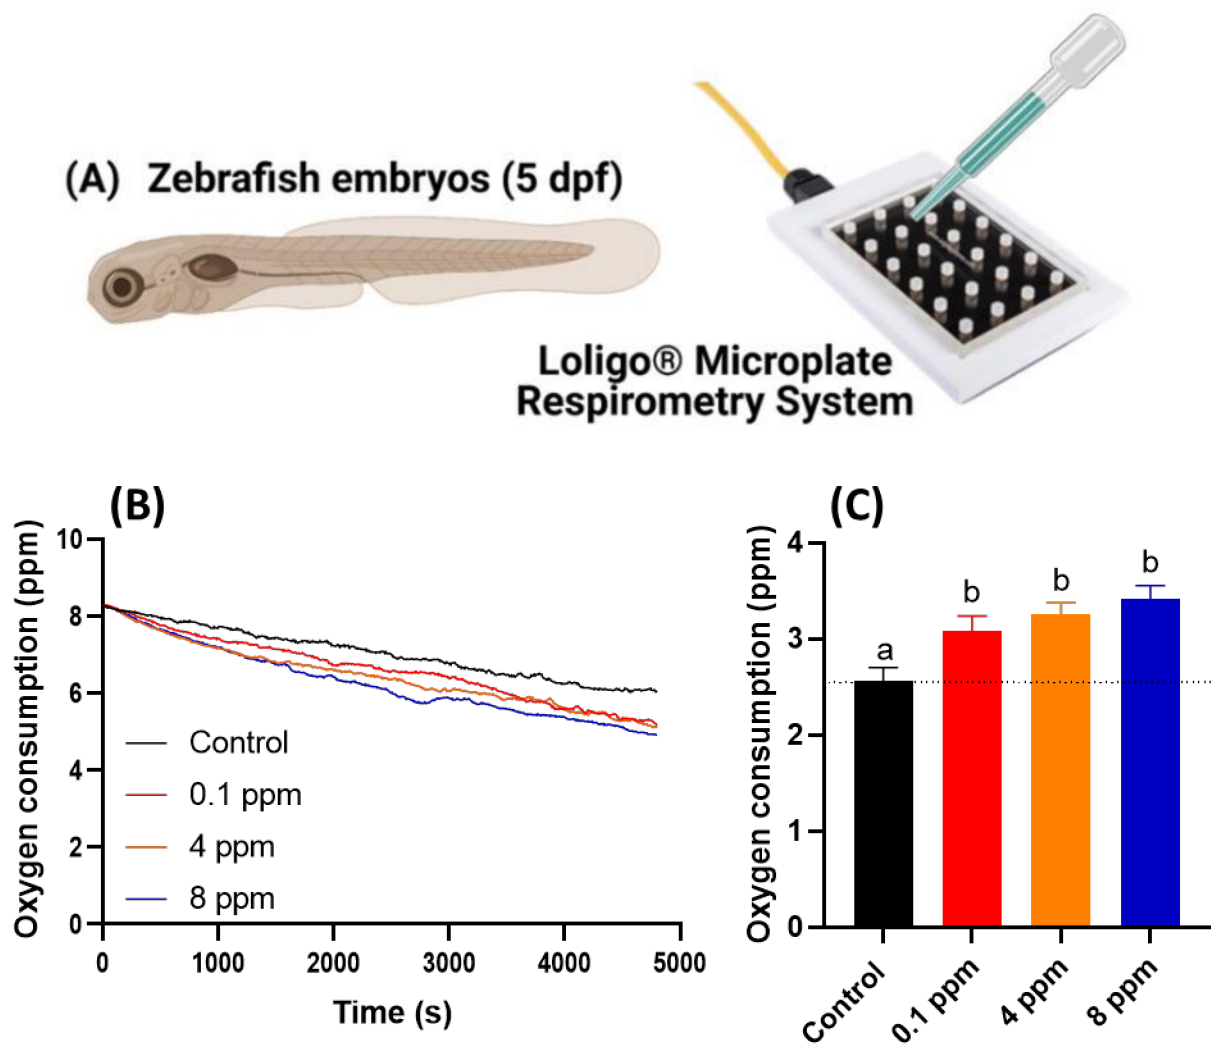 (A) Zebrafish embryos (5 dpf)
Loligo® Microplate
Respirometry System
(B)
Oxygen consumption (ppm)
10
8
6
4
2
0
Control
0.1 ppm
4 ppm
8 ppm
0 1000 2000 3000 4000 5000
Time (s)
(C)
Oxygen consumption (ppm)
4
3
2
1
0
a b b b
Control 0.1 ppm 4 ppm 8 ppm